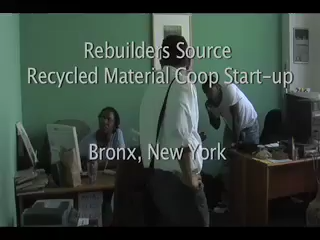 Rebuilders Source
Recycled Material Coop Start-up
Bronx, New York